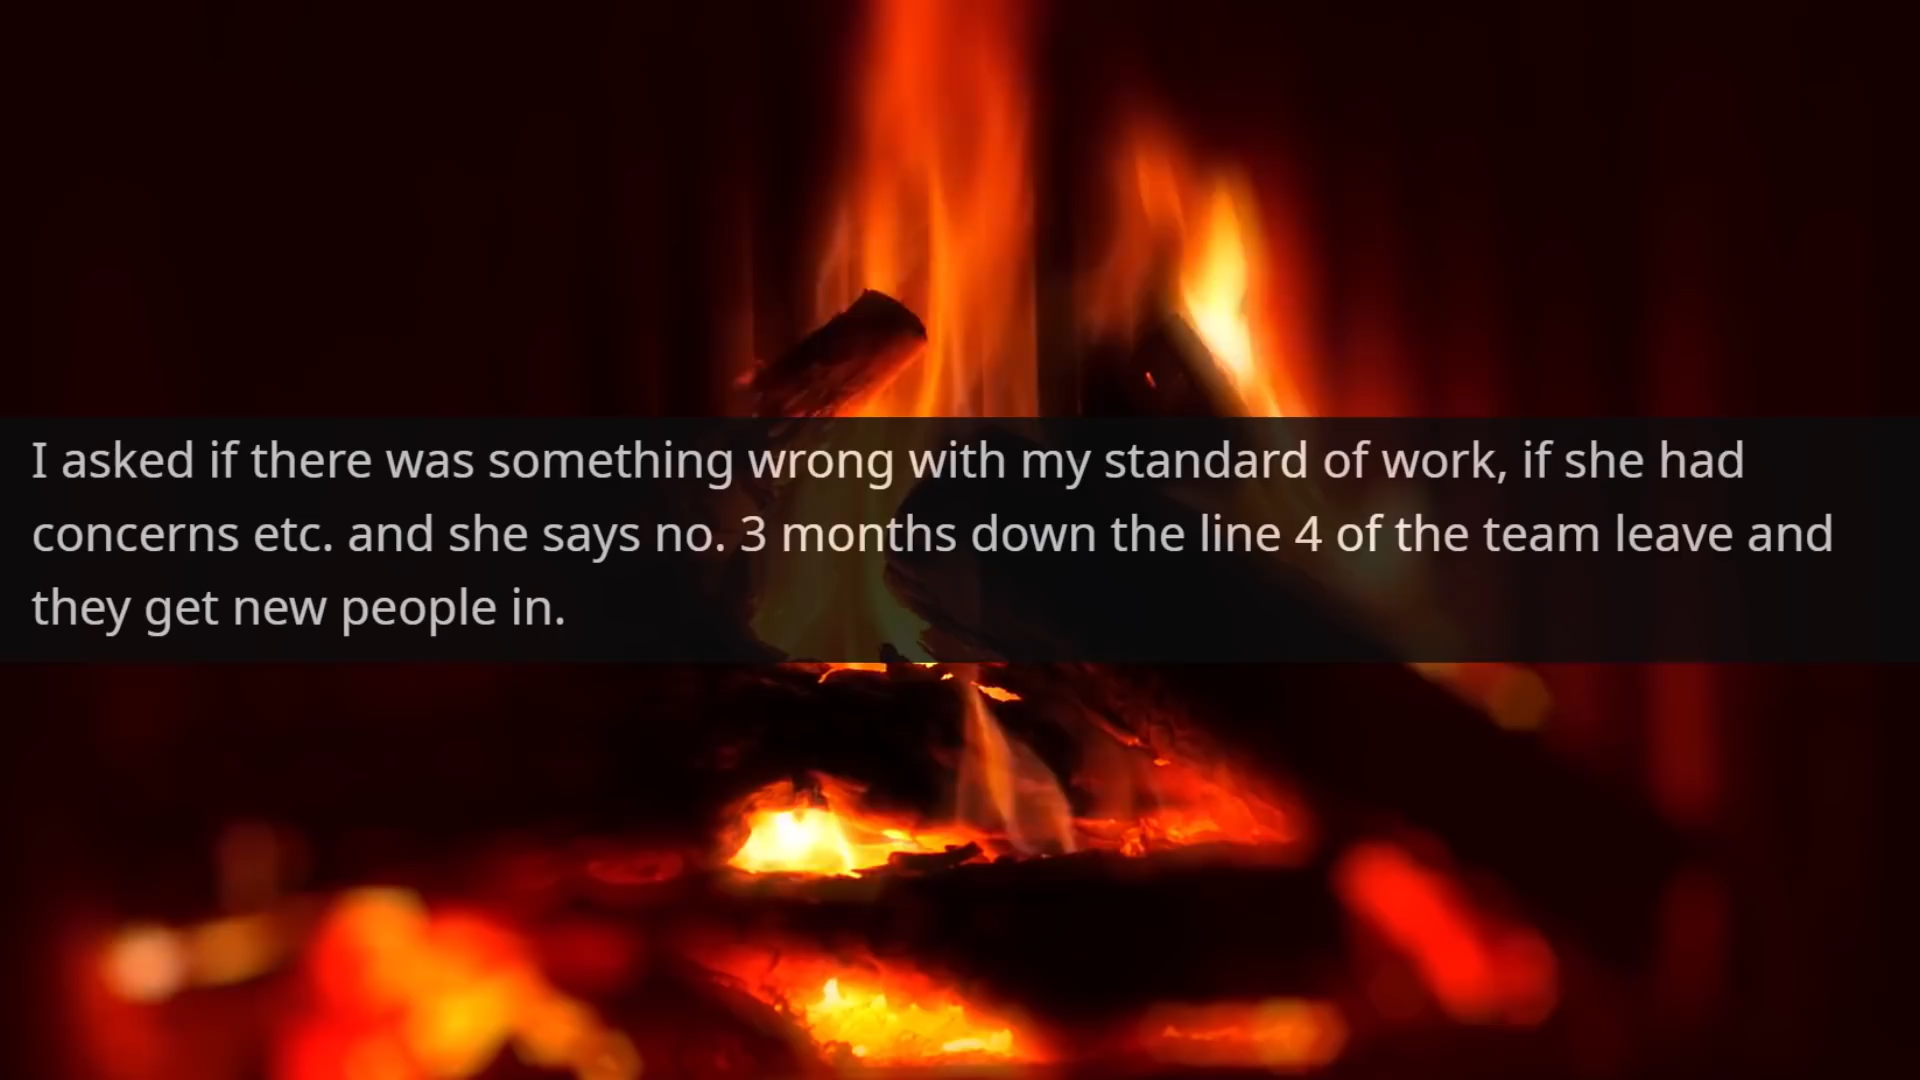 I asked if there was something wrong with my standard of work, if she had
concerns etc. and she says no. 3 months down the line 4 of the team leave and
they get new people in.